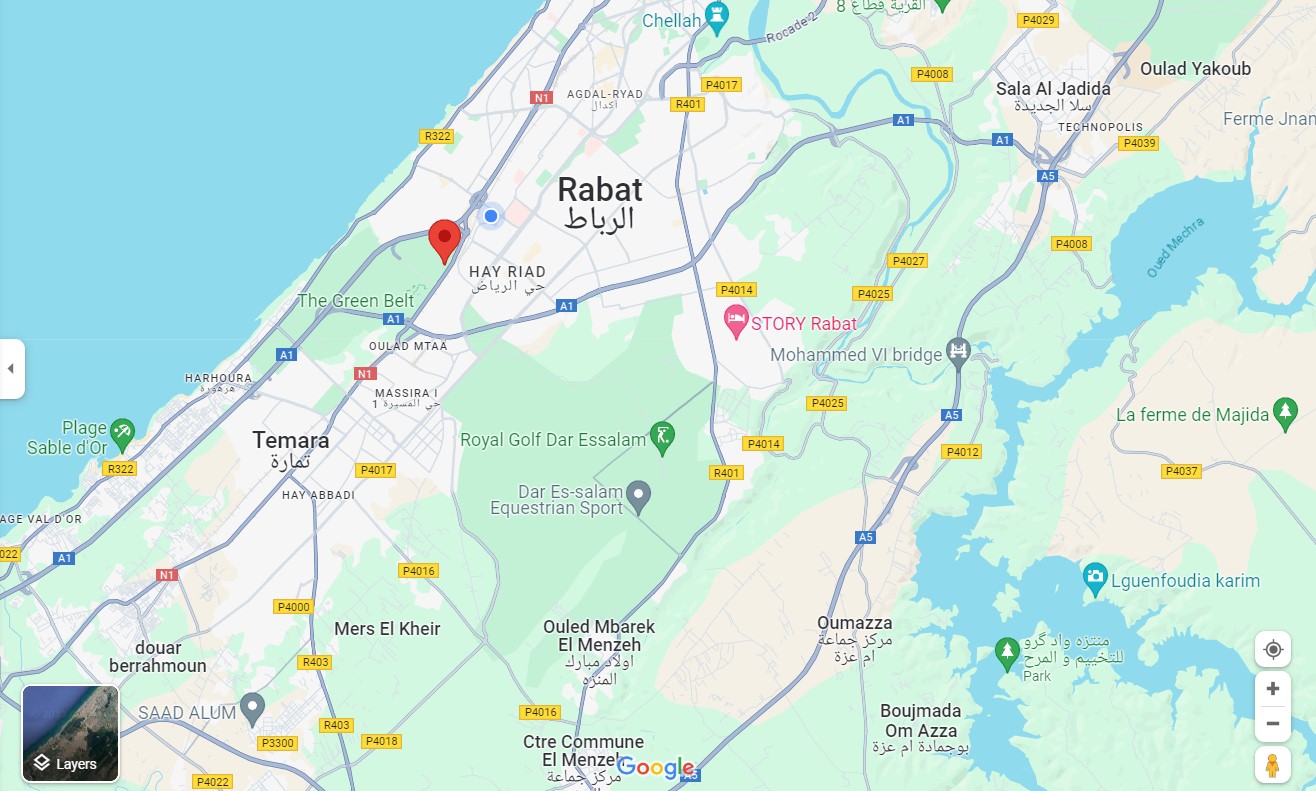 القرية قطاع 8
P4029
Chellah
Rocade 2
Oulad Yakoub
P4008
P4017
Sala Al Jadida
سلا الجديدة
AGDAL-RYAD
أكدال
N1
R401
Ferme Jnan
A1
TECHNOPOLIS
R322
A1
P4039
A5
Rabat
الرباط
Oued Mechra
P4008
P4027
HAY RIAD
حي الرياض
P4014
P4025
The Green Belt
A1
A1
STORY Rabat
OULAD MTAA
A1
Mohammed VI bridge
N1
HARHOURA
هرهورة
MASSIRA I
حي المسيرة 1
P4025
A5
La ferme de Majida
Plage
Sable d'Or
Temara
تمارة
Royal Golf Dar Essalam
P4014
P4012
R322
P4017
R401
P4037
HAY ABBADI
Dar Es-salam
Equestrian Sport
AGE VAL D'OR
A5
022
A1
N1
P4016
Lguenfoudia karim
P4000
Mers El Kheir
Ouled Mbarek
El Menzeh
اولاد مبارك
المنزه
Oumazza
مركز جماعة
ام عزة
منتزه واد گرو
للتخييم و المرح
Park
douar
berrahmoun
R403
SAAD ALUM
P4016
Boujmada
Om Azza
بوجمادة ام عزة
R403
P3300
P4018
Ctre Commune
El Menzeh
مركز جماعة
Google
A5
Layers
P4022